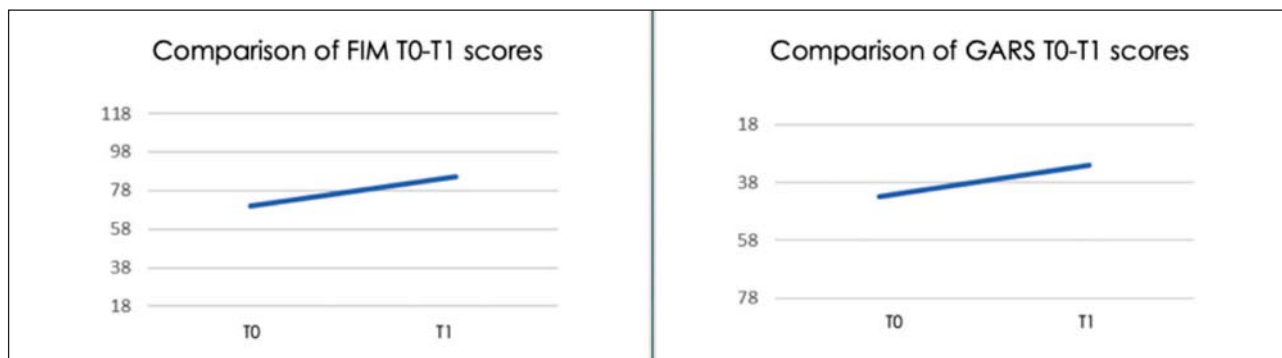 Comparison of FIM T0-T1 scores
118
98
78
58
38
18
T0 T1
Comparison of GARS T0-T1 scores
18
38
58
78
T0 T1